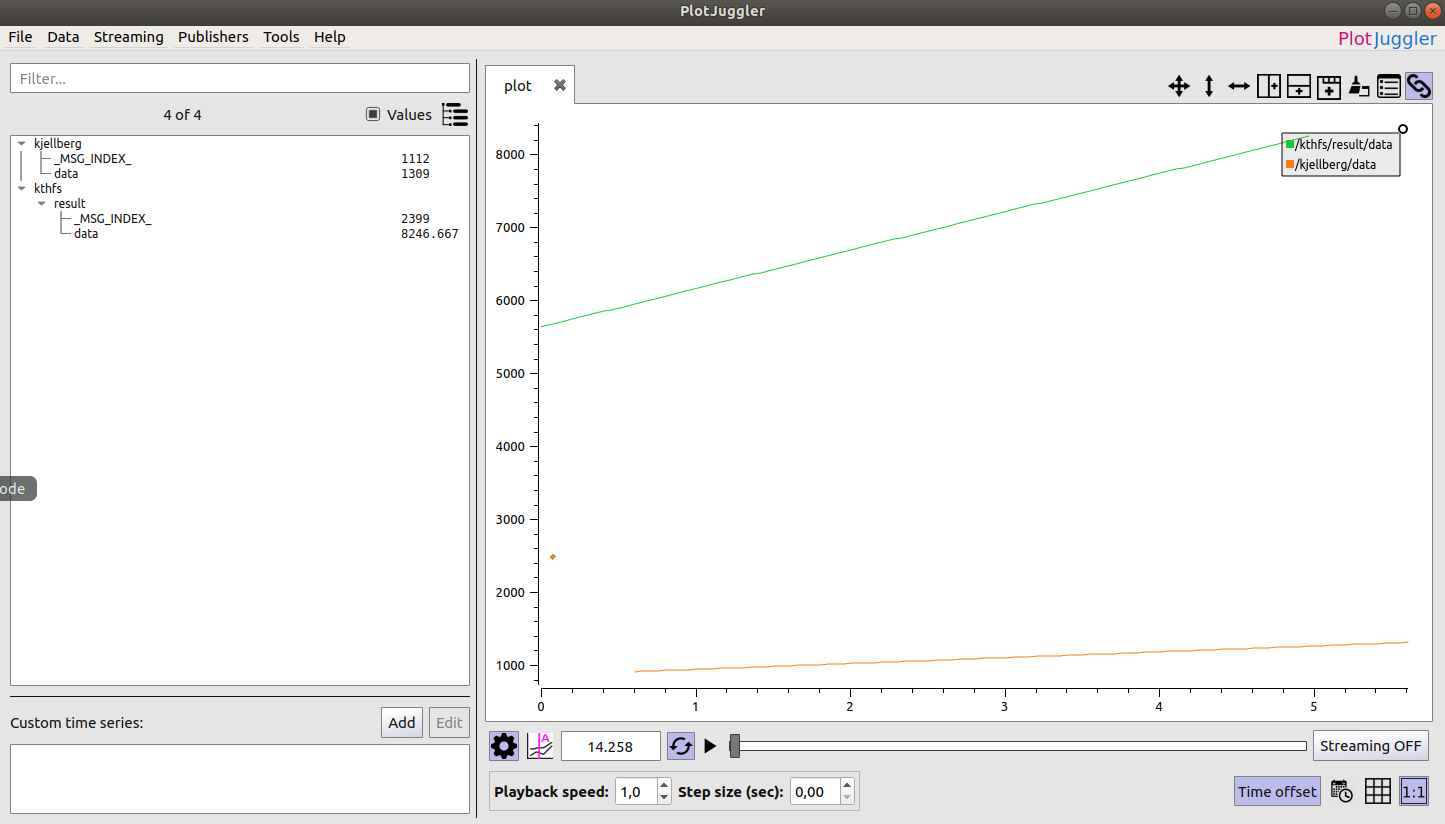 PlotJuggler
File Data Streaming Publishers Tools Help
PlotJuggler
Filter...
4 of 4
Values
kjellberg
_MSG_INDEX_ 1112
data 1309
kthfs
result
_MSG_INDEX_ 2399
data 8246.667
ode
Custom time series:
Add
Edit
plot
8000
7000
6000
5000
4000
3000
2000
1000
0 1 2 3 4 5
/kthfs/result/data
/kjellberg/data
A
14.258
Streaming OFF
Playback speed: 1,0 Step size (sec): 0,00
Time offset
1:1